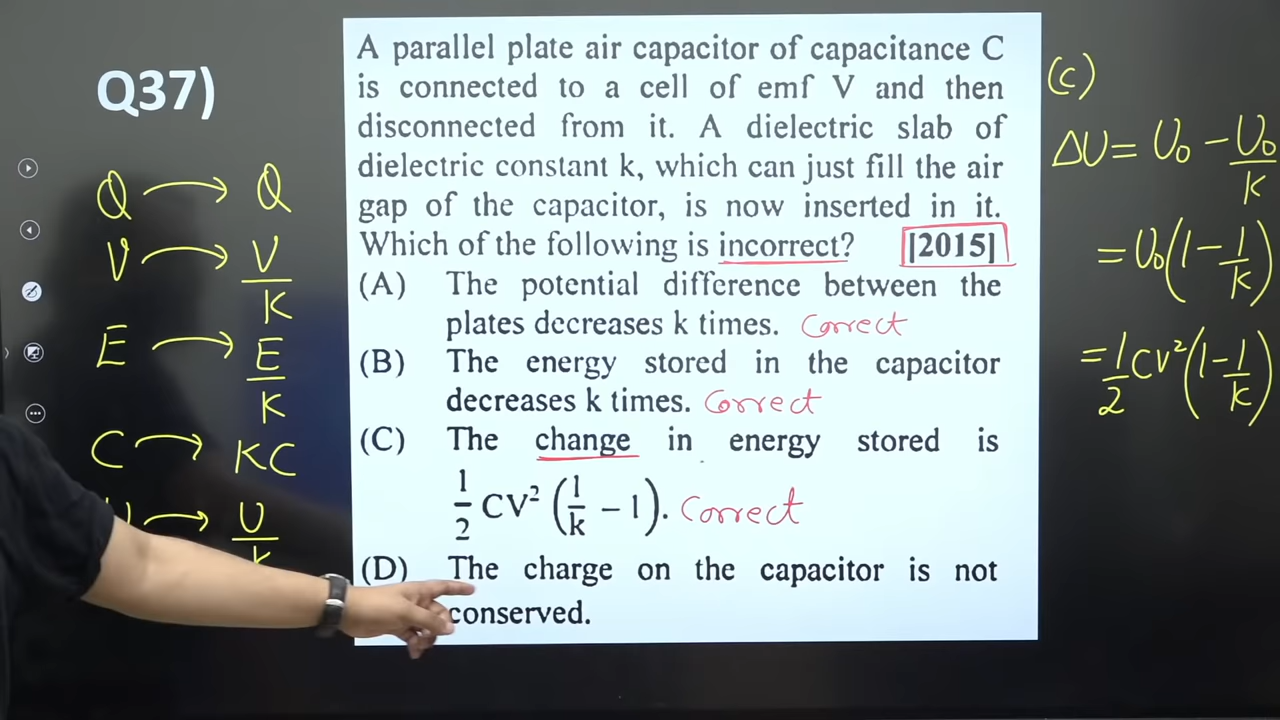 Q37)
Q → Q
V → V/K
E → E/K
C → KC
U → U/K
A parallel plate air capacitor of capacitance C
is connected to a cell of emf V and then
disconnected from it. A dielectric slab of
dielectric constant k, which can just fill the air
gap of the capacitor, is now inserted in it.
Which of the following is incorrect? [2015]
(A) The potential difference between the
plates decreases k times. Correct
(B) The energy stored in the capacitor
decreases k times. Correct
(C) The change in energy stored is
1/2 CV² (1/k − 1). Correct
(D) The charge on the capacitor is not
conserved.
(C)
ΔU = U₀ − U₀/K
= U₀(1 − 1/K)
= 1/2 CV²(1 − 1/K)